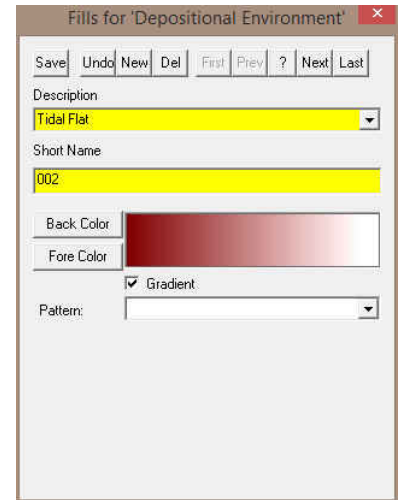 Fills for 'Depositional Environment' ×
Save Undo New Del First Prev ? Next Last
Description
Tidal Flat
Short Name
002
Back Color
Fore Color
Gradient
Pattern: